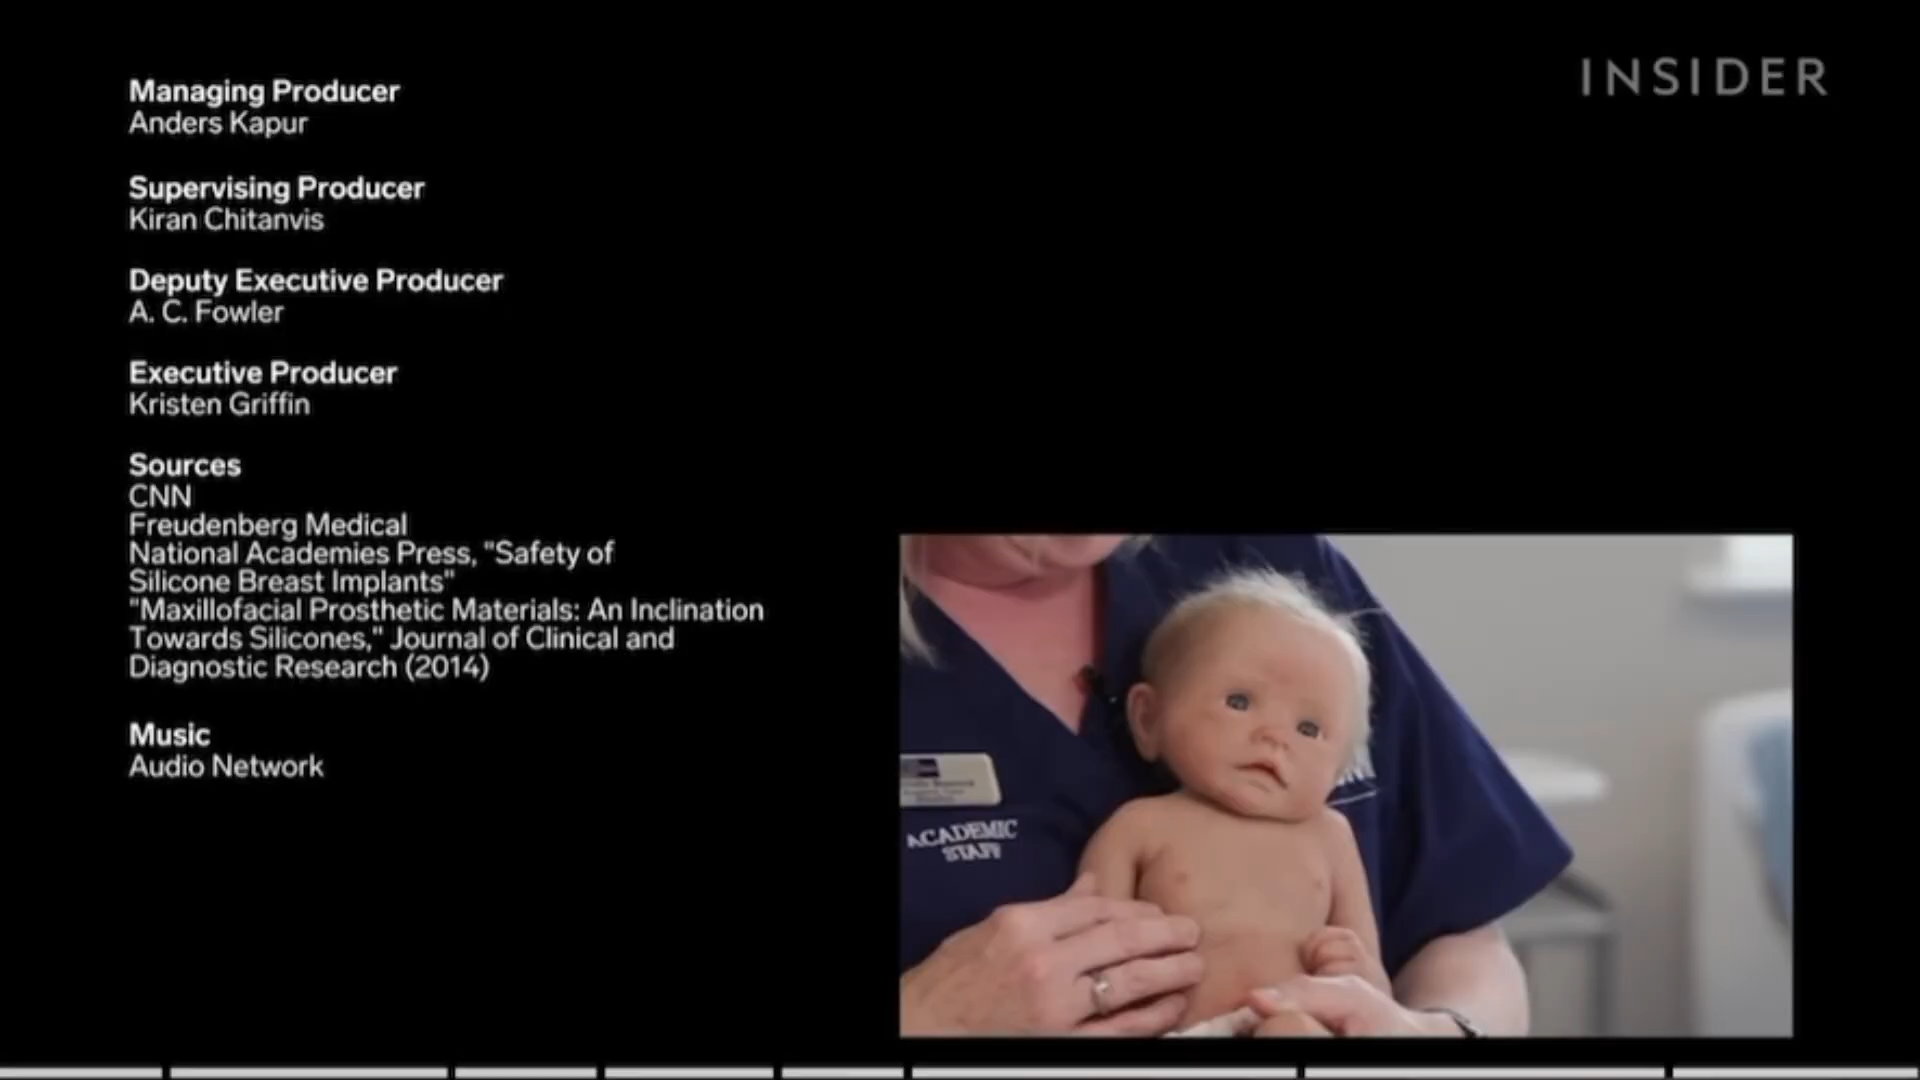 INSIDER
Managing Producer
Anders Kapur
Supervising Producer
Kiran Chitanvis
Deputy Executive Producer
A. C. Fowler
Executive Producer
Kristen Griffin
Sources
CNN
Freudenberg Medical
National Academies Press, "Safety of
Silicone Breast Implants"
"Maxillofacial Prosthetic Materials: An Inclination
Towards Silicones," Journal of Clinical and
Diagnostic Research (2014)
Music
Audio Network
ACADEMIC
STAFF